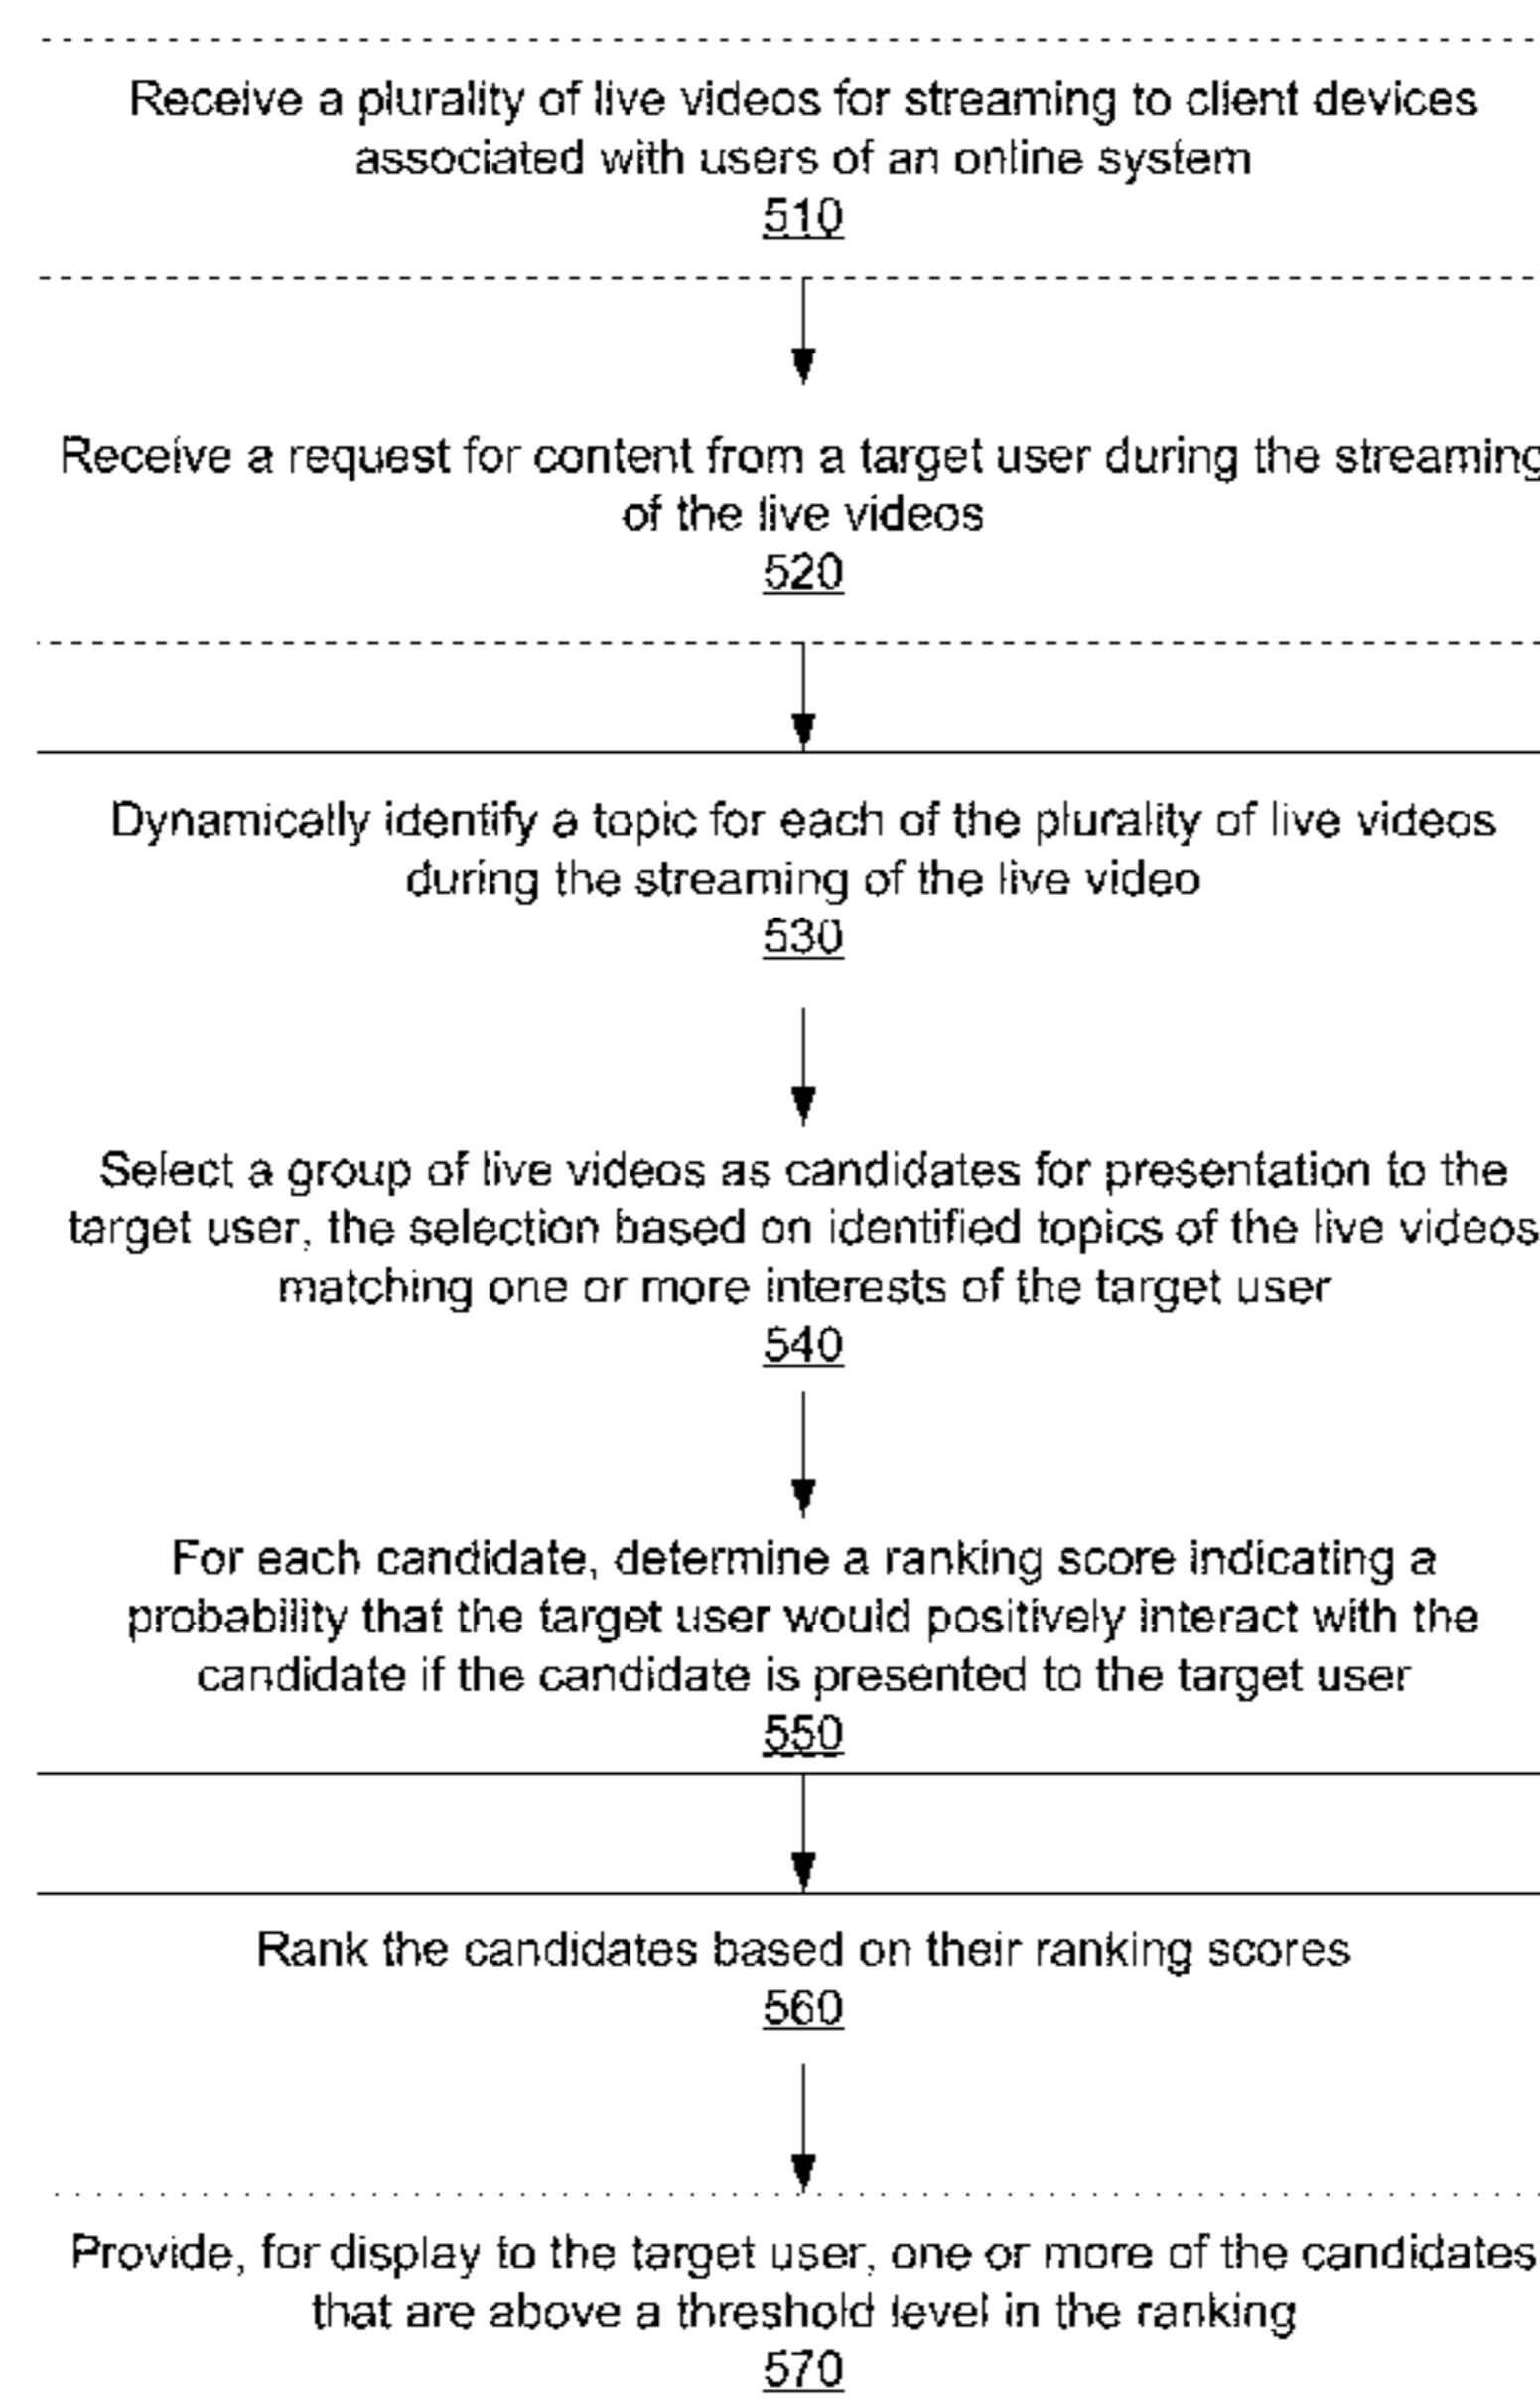 Receive a plurality of live videos for streaming to client devices
associated with users of an online system
510
Receive a request for content from a target user during the streaming
of the live videos
520
Dynamically identify a topic for each of the plurality of live videos
during the streaming of the live video
530
Select a group of live videos as candidates for presentation to the
target user, the selection based on identified topics of the live videos
matching one or more interests of the target user
540
For each candidate, determine a ranking score indicating a
probability that the target user would positively interact with the
candidate if the candidate is presented to the target user
550
Rank the candidates based on their ranking scores
560
Provide, for display to the target user, one or more of the candidates
that are above a threshold level in the ranking
570